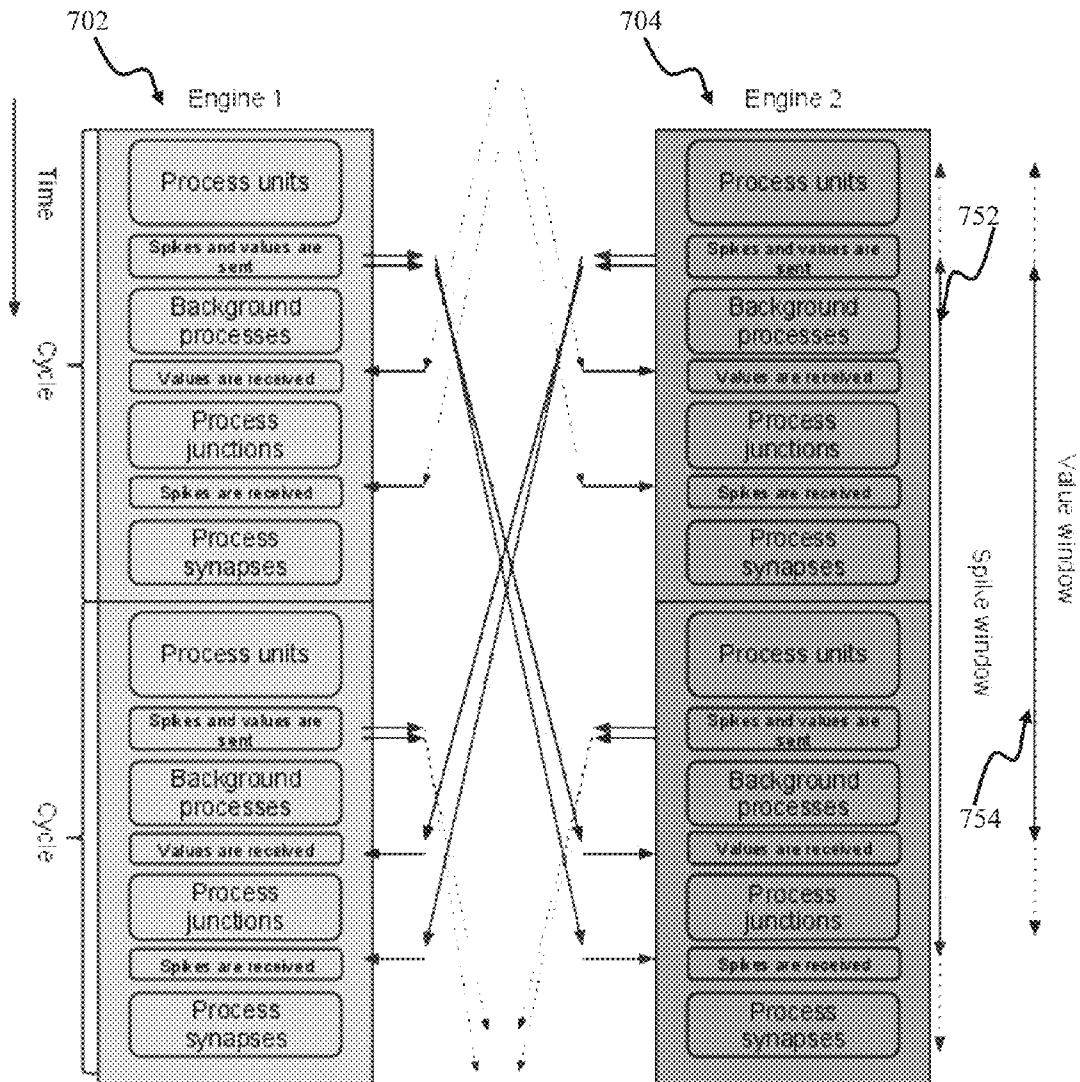 702
704
Engine 1
Engine 2
Time
Cycle
Process units
Spikes and values are
sent
Background
processes
Values are received
Process
junctions
Spikes are received
Process
synapses
Cycle
Process units
Spikes and values are
sent
Background
processes
Values are received
Process
junctions
Spikes are received
Process
synapses
Process units
Spikes and values are
sent
Background
processes
Values are received
Process
junctions
Spikes are received
Process
synapses
Process units
Spikes and values are
sent
Background
processes
Values are received
Process
junctions
Spikes are received
Process
synapses
752
Spike window
Value window
754